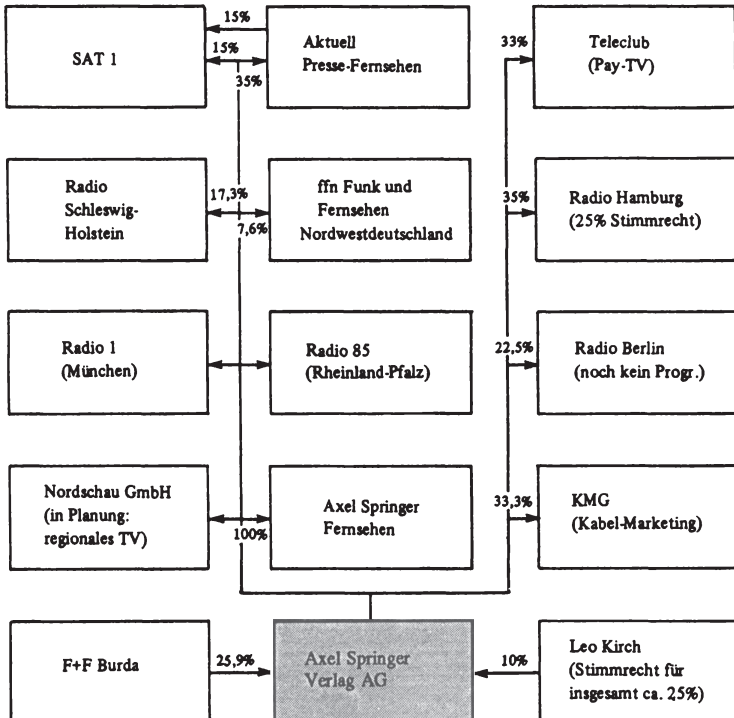 15%
SAT 1
15%
35%
Aktuell
Presse-Fernsehen
33%
Teleclub
(Pay-TV)
Radio
Schleswig-
Holstein
17,3%
7,6%
ffn Funk und
Fernsehen
Nordwestdeutschland
35%
Radio Hamburg
(25% Stimmrecht)
Radio 1
(München)
Radio 85
(Rheinland-Pfalz)
22,5%
Radio Berlin
(noch kein Progr.)
Nordschau GmbH
(in Planung:
regionales TV)
100%
Axel Springer
Fernsehen
33,3%
KMG
(Kabel-Marketing)
F+F Burda
25,9%
Axel Springer
Verlag AG
10%
Leo Kirch
(Stimmrecht für
insgesamt ca. 25%)